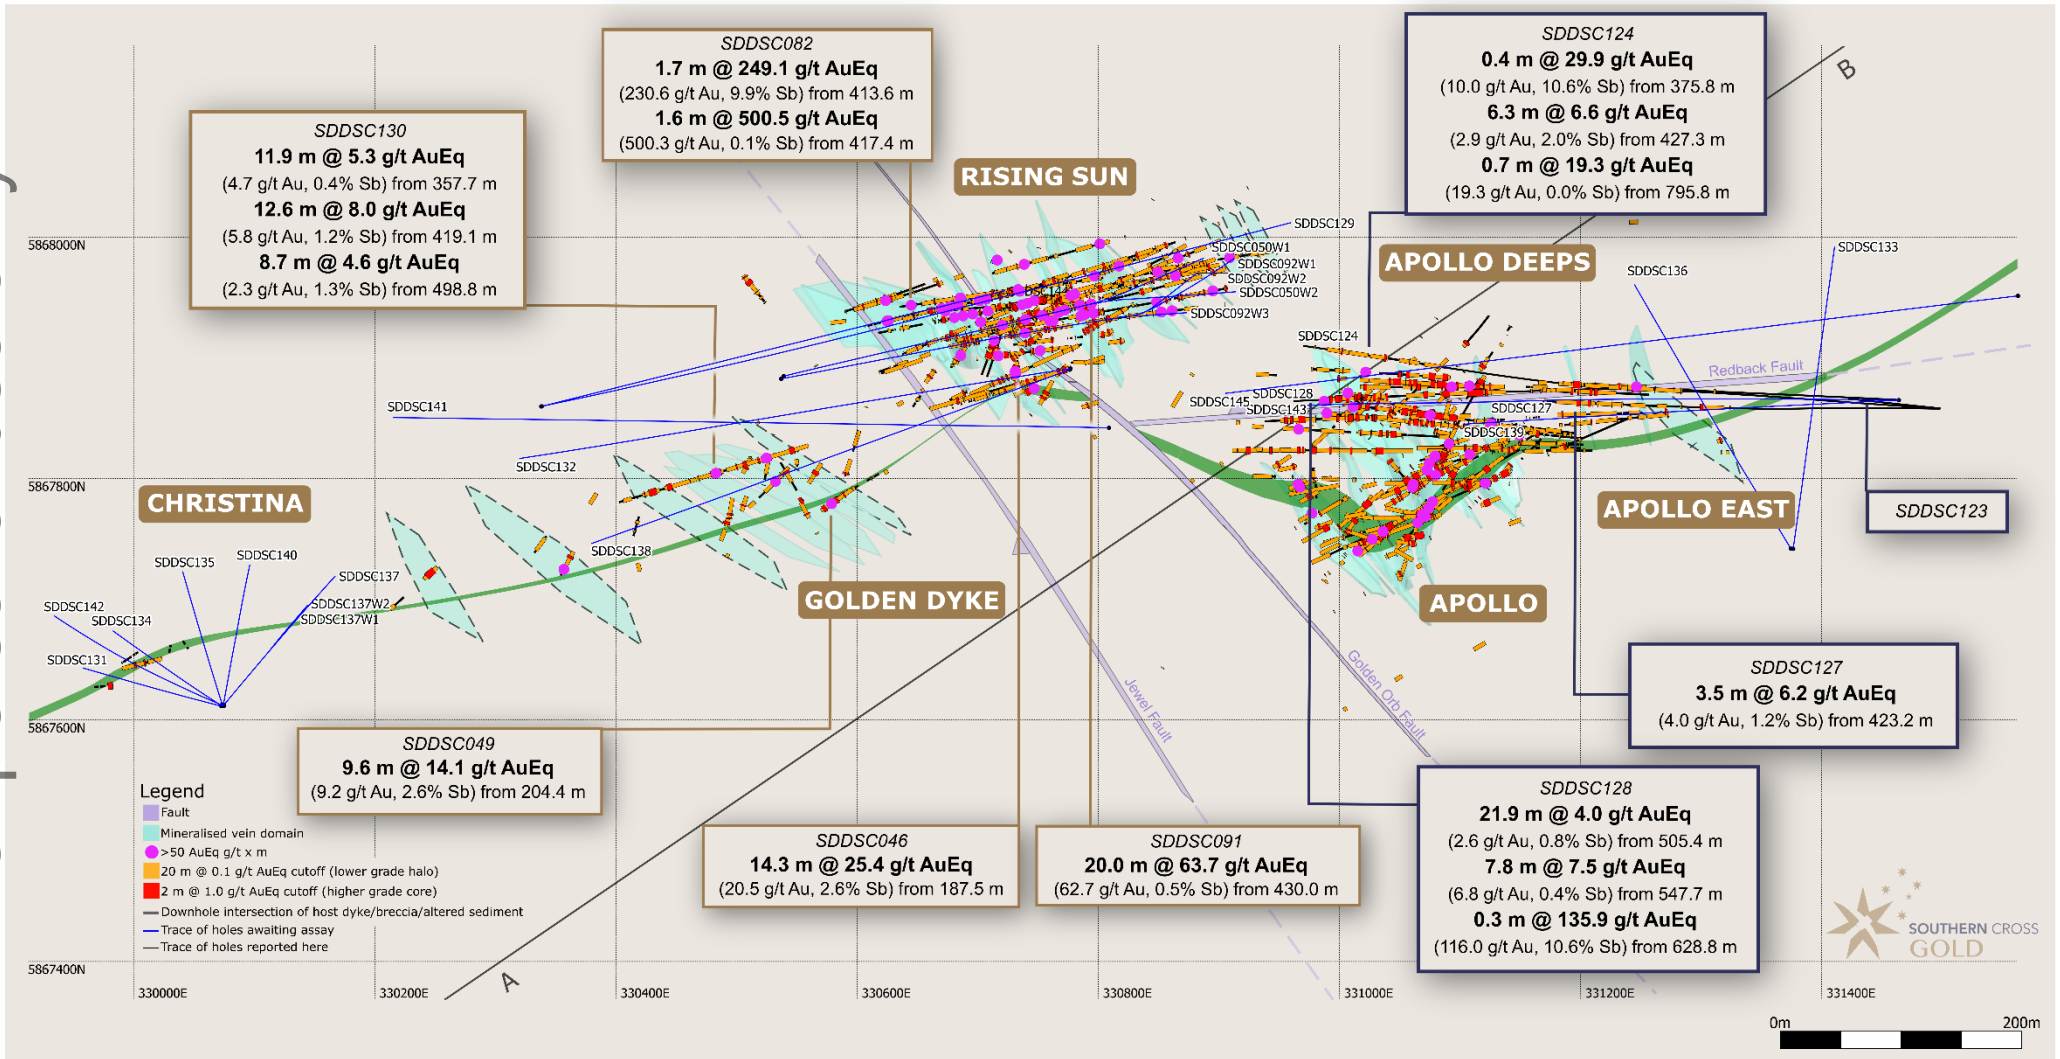 SDDSC082
1.7 m @ 249.1 g/t AuEq
(230.6 g/t Au, 9.9% Sb) from 413.6 m
1.6 m @ 500.5 g/t AuEq
(500.3 g/t Au, 0.1% Sb) from 417.4 m
SDDSC124
0.4 m @ 29.9 g/t AuEq
(10.0 g/t Au, 10.6% Sb) from 375.8 m
6.3 m @ 6.6 g/t AuEq
(2.9 g/t Au, 2.0% Sb) from 427.3 m
0.7 m @ 19.3 g/t AuEq
(19.3 g/t Au, 0.0% Sb) from 795.8 m
B
SDDSC130
11.9 m @ 5.3 g/t AuEq
(4.7 g/t Au, 0.4% Sb) from 357.7 m
12.6 m @ 8.0 g/t AuEq
(5.8 g/t Au, 1.2% Sb) from 419.1 m
8.7 m @ 4.6 g/t AuEq
(2.3 g/t Au, 1.3% Sb) from 498.8 m
RISING SUN
SDDSC129
5868000N
SDDSC050W1
SDDSC092W1
SDDSC092W2
SDDSC050W2
SDDSC092W3
APOLLO DEEPS
SDDSC133
SDDSC136
SDDSC124
Redback Fault
SDDSC128
SDDSC145
SDDSC143
SDDSC127
SDDSC139
SDDSC141
SDDSC132
5867800N
CHRISTINA
APOLLO EAST
SDDSC123
SDDSC138
SDDSC140
SDDSC135
SDDSC137
SDDSC137W2
SDDSC137W1
SDDSC142
SDDSC134
SDDSC131
GOLDEN DYKE
APOLLO
Jewel Fault
Golden Orb Fault
SDDSC127
3.5 m @ 6.2 g/t AuEq
(4.0 g/t Au, 1.2% Sb) from 423.2 m
5867600N
SDDSC049
9.6 m @ 14.1 g/t AuEq
(9.2 g/t Au, 2.6% Sb) from 204.4 m
Legend
Fault
Mineralised vein domain
>50 AuEq g/t x m
20 m @ 0.1 g/t AuEq cutoff (lower grade halo)
2 m @ 1.0 g/t AuEq cutoff (higher grade core)
Downhole intersection of host dyke/breccia/altered sediment
Trace of holes awaiting assay
Trace of holes reported here
SDDSC046
14.3 m @ 25.4 g/t AuEq
(20.5 g/t Au, 2.6% Sb) from 187.5 m
SDDSC091
20.0 m @ 63.7 g/t AuEq
(62.7 g/t Au, 0.5% Sb) from 430.0 m
SDDSC128
21.9 m @ 4.0 g/t AuEq
(2.6 g/t Au, 0.8% Sb) from 505.4 m
7.8 m @ 7.5 g/t AuEq
(6.8 g/t Au, 0.4% Sb) from 547.7 m
0.3 m @ 135.9 g/t AuEq
(116.0 g/t Au, 10.6% Sb) from 628.8 m
SOUTHERN CROSS
GOLD
5867400N
A
330000E
330200E
330400E
330600E
330800E
331000E
331200E
331400E
0m
200m